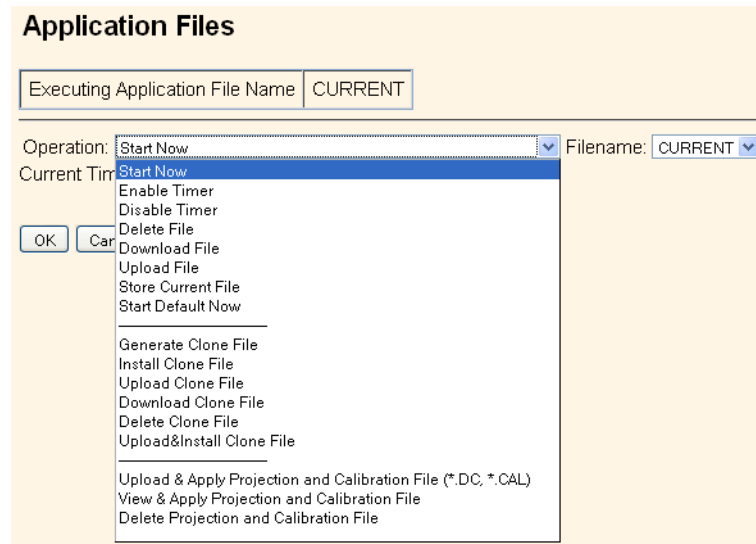 Application Files
Executing Application File Name CURRENT
Operation: Start Now Filename: CURRENT
Current Tim
Start Now
Enable Timer
Disable Timer
Delete File
Download File
Upload File
Store Current File
Start Default Now
Generate Clone File
Install Clone File
Upload Clone File
Download Clone File
Delete Clone File
Upload&Install Clone File
Upload & Apply Projection and Calibration File (*.DC, *.CAL)
View & Apply Projection and Calibration File
Delete Projection and Calibration File
OK Can